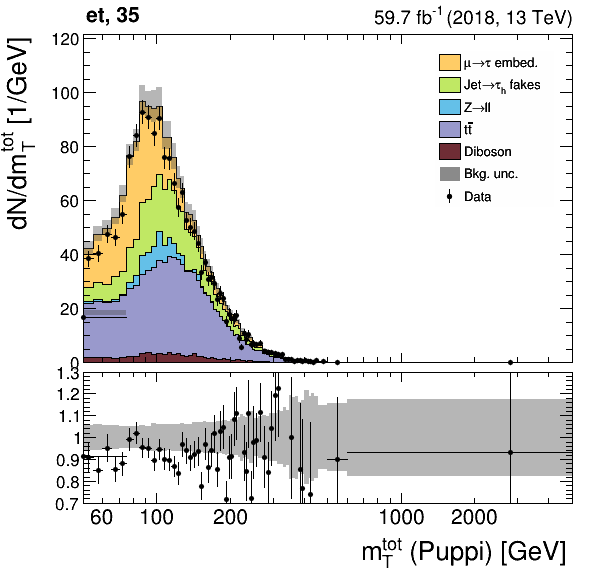 et, 35
59.7 fb⁻¹ (2018, 13 TeV)
dN/dm_T^tot [1/GeV]
120
100
80
60
40
20
0
μ→τ embed.
Jet→τ_h fakes
Z→ll
tt̄
Diboson
Bkg. unc.
Data
1.3
1.2
1.1
1
0.9
0.8
0.7
60 100 200 1000 2000
m_T^tot (Puppi) [GeV]